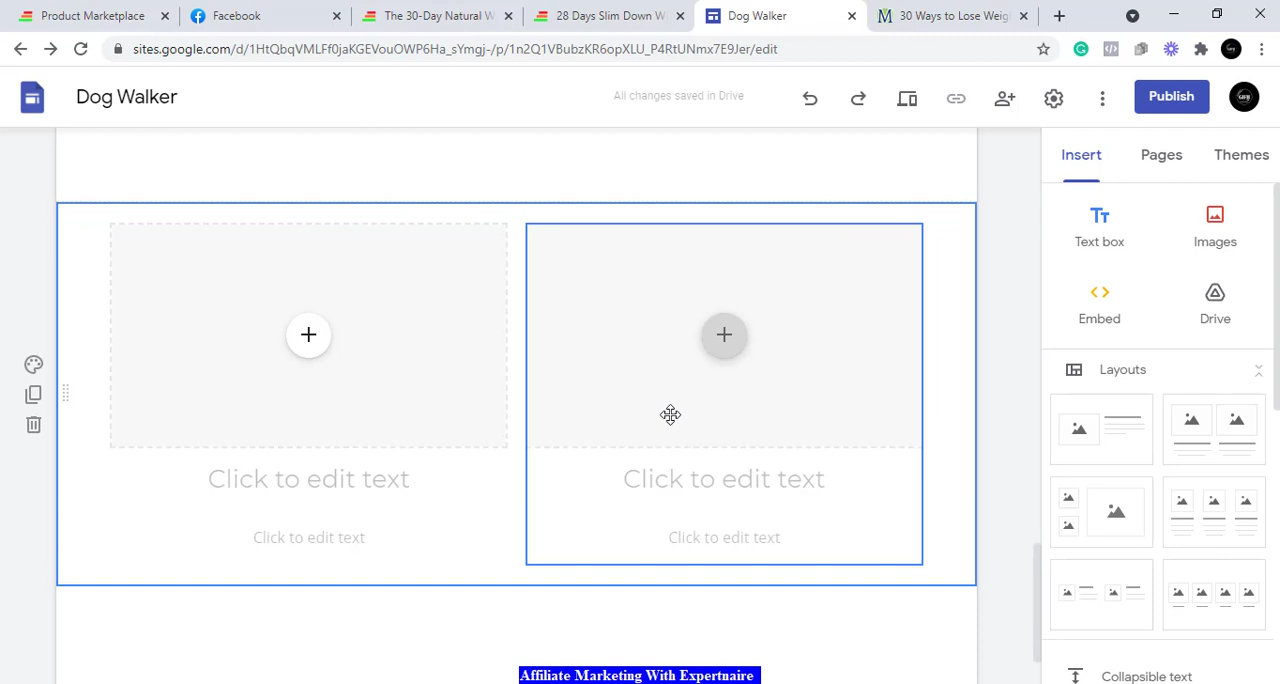 Product Marketplace
Facebook
The 30-Day Natural W
28 Days Slim Down W
Dog Walker
30 Ways to Lose Weigh
sites.google.com/d/1HtQbqVMLFf0jaKGEVouOWP6Ha_sYmgj-/p/1n2Q1VBubzKR6opXLU_P4RtUNmx7E9Jer/edit
Dog Walker
All changes saved in Drive
Publish
Insert
Pages
Themes
Text box
Images
Embed
Drive
Layouts
Click to edit text
Click to edit text
Click to edit text
Click to edit text
Collapsible text
Affiliate Marketing With Expertnaire